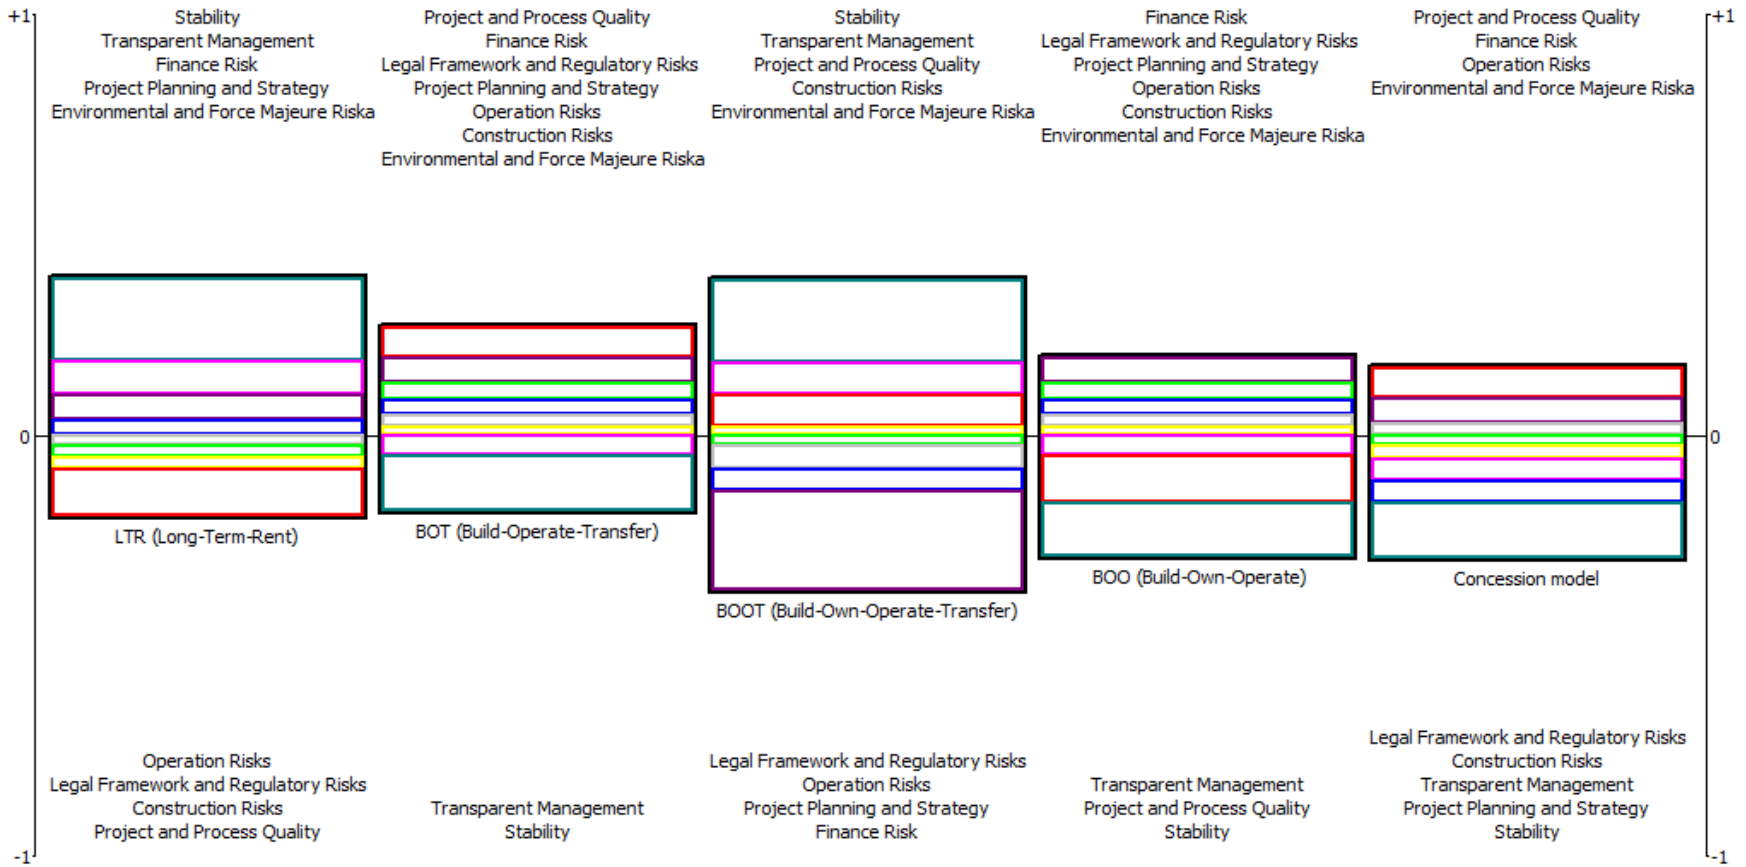 +1
Stability
Transparent Management
Finance Risk
Project Planning and Strategy
Environmental and Force Majeure Riska
Project and Process Quality
Finance Risk
Legal Framework and Regulatory Risks
Project Planning and Strategy
Operation Risks
Construction Risks
Environmental and Force Majeure Riska
Stability
Transparent Management
Project and Process Quality
Construction Risks
Environmental and Force Majeure Riska
Finance Risk
Legal Framework and Regulatory Risks
Project Planning and Strategy
Operation Risks
Construction Risks
Environmental and Force Majeure Riska
Project and Process Quality
Finance Risk
Operation Risks
Environmental and Force Majeure Riska
+1
0
0
LTR (Long-Term-Rent)
BOT (Build-Operate-Transfer)
BOOT (Build-Own-Operate-Transfer)
BOO (Build-Own-Operate)
Concession model
Operation Risks
Legal Framework and Regulatory Risks
Construction Risks
Project and Process Quality
Transparent Management
Stability
Legal Framework and Regulatory Risks
Operation Risks
Project Planning and Strategy
Finance Risk
Transparent Management
Project and Process Quality
Stability
Legal Framework and Regulatory Risks
Construction Risks
Transparent Management
Project Planning and Strategy
Stability
-1
-1